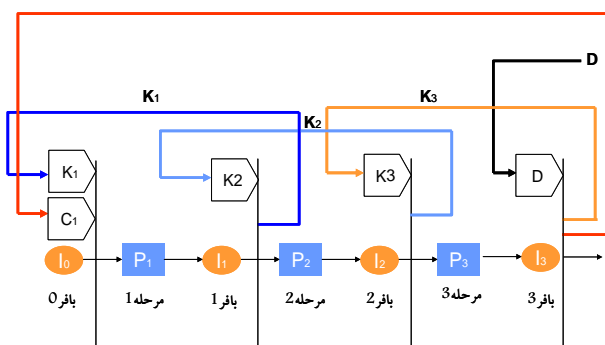 D
K1
K2
K3
K1
K2
K3
D
C1
I0
P1
I1
P2
I2
P3
I3
بافر0
مرحله1
بافر1
مرحله2
بافر2
مرحله3
بافر3